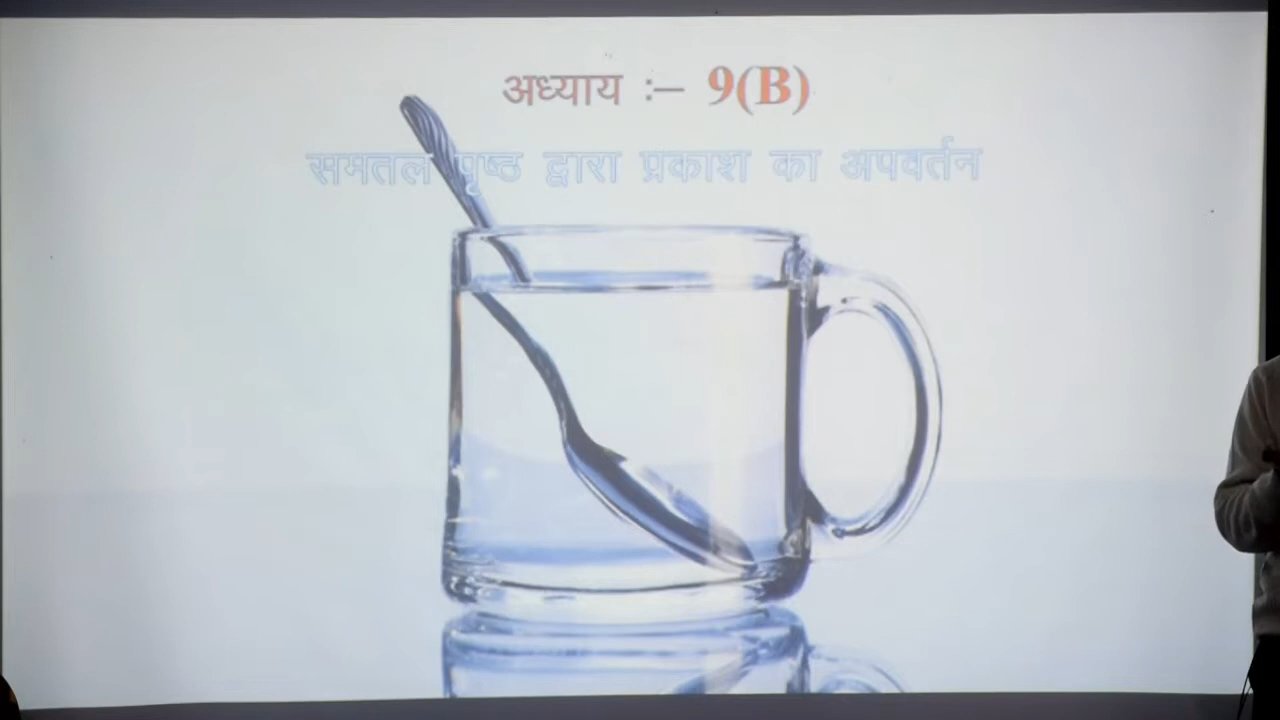 अध्याय :– 9(B)
समतल पृष्ठ द्वारा प्रकाश का अपवर्तन